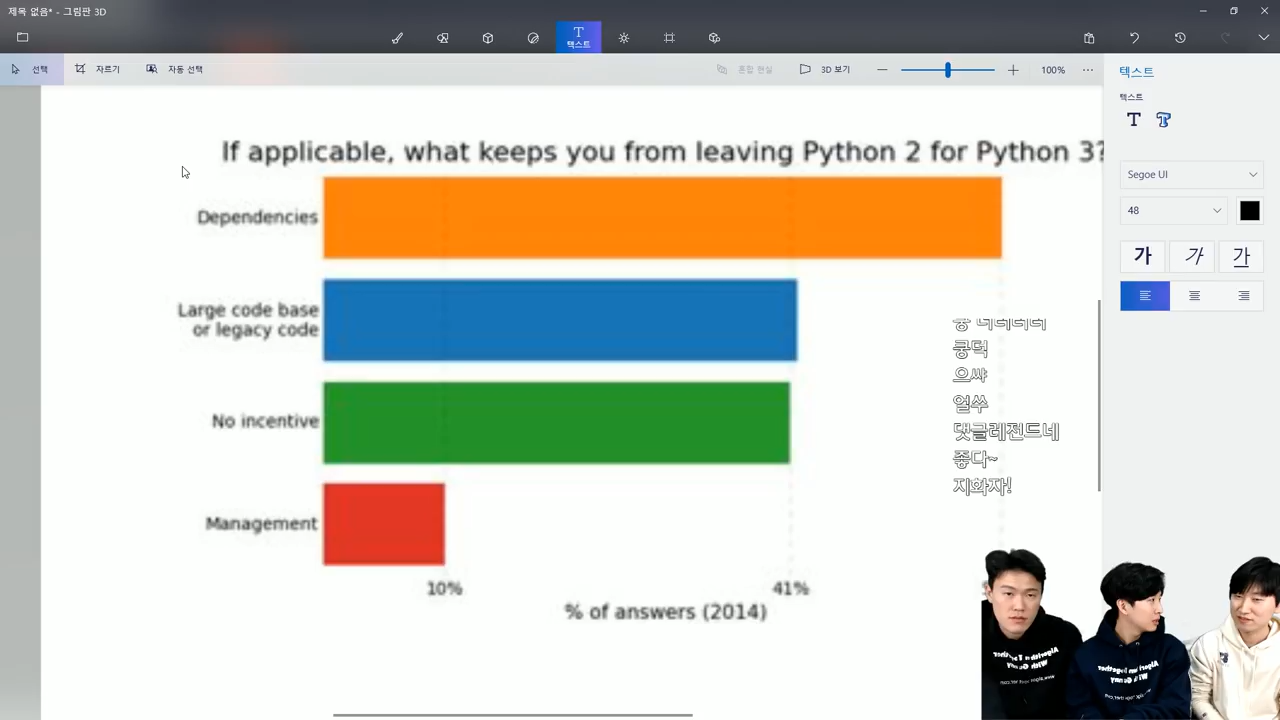 제목 없음* - 그림판 3D
텍스트
선택
자르기
자동 선택
혼합 현실
3D 보기
100%
텍스트
텍스트
Segoe UI
48
가 가 가
If applicable, what keeps you from leaving Python 2 for Python 3?
Dependencies
Large code base
or legacy code
No incentive
Management
10%
41%
% of answers (2014)
쿵덕
으쌰
얼쑤
댓글레전드네
좋다~
지화자!